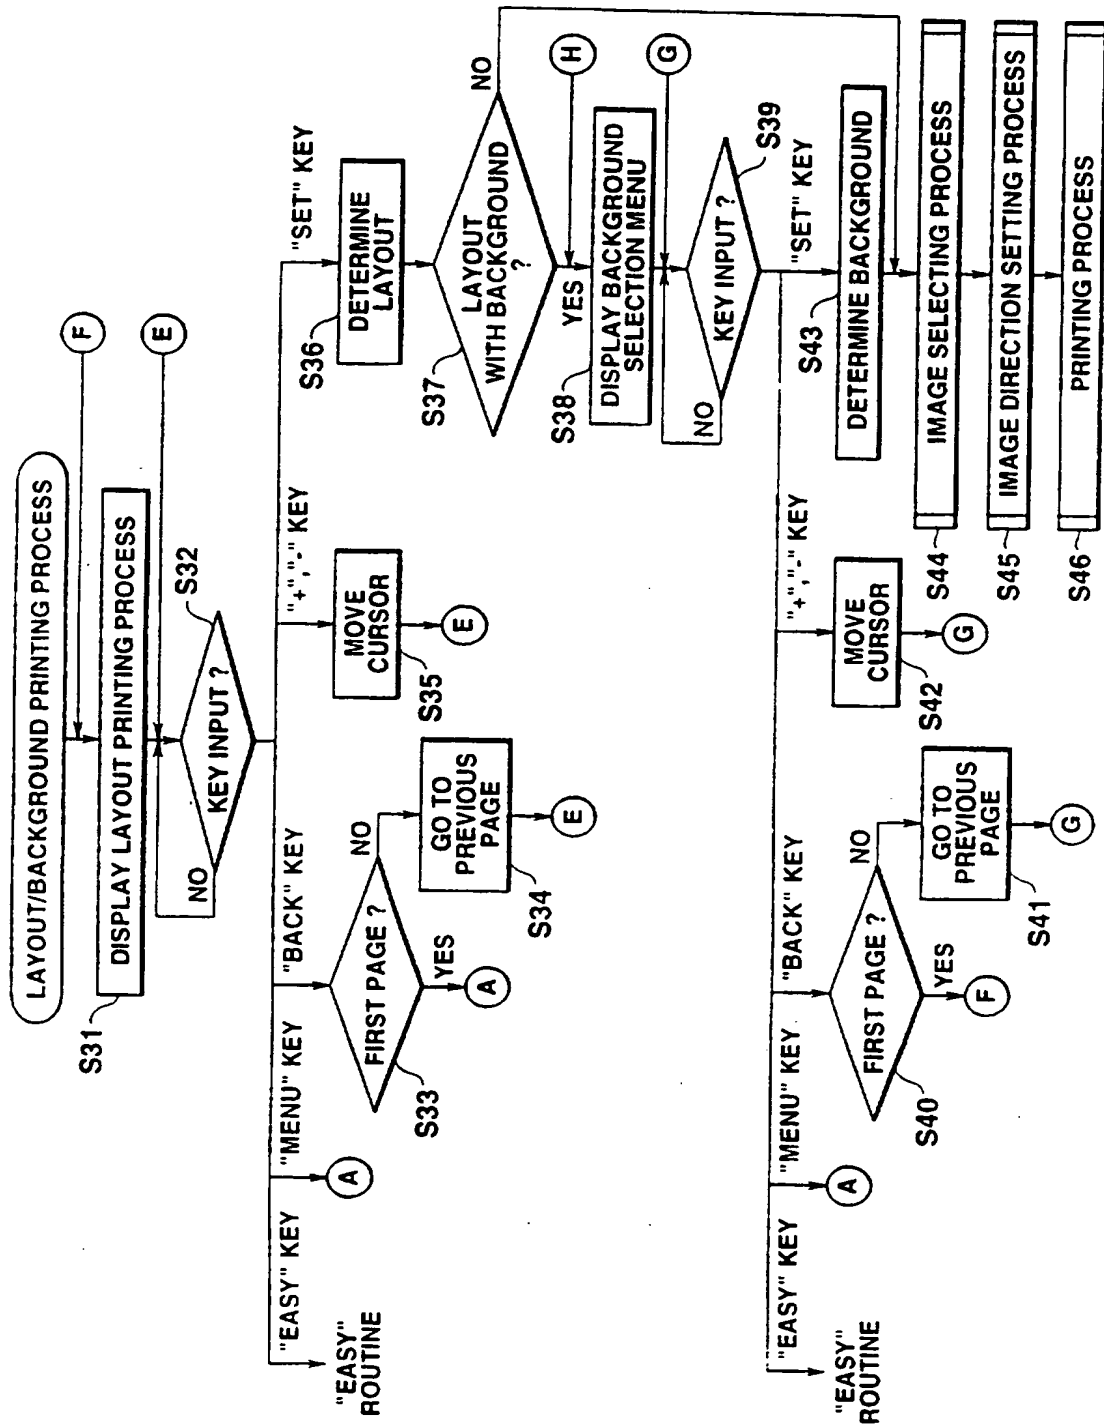 LAYOUT/BACKGROUND PRINTING PROCESS
F
S31
DISPLAY LAYOUT PRINTING PROCESS
E
S32
KEY INPUT ?
NO
"EASY" KEY
"MENU" KEY
"BACK" KEY
"+","-" KEY
"SET" KEY
"EASY"
ROUTINE
A
FIRST PAGE ?
S33
NO
YES
A
GO TO
PREVIOUS
PAGE
S34
E
MOVE
CURSOR
S35
E
S36
DETERMINE
LAYOUT
S37
LAYOUT
WITH BACKGROUND
?
NO
YES
H
S38
DISPLAY BACKGROUND
SELECTION MENU
G
S39
KEY INPUT ?
NO
"EASY" KEY
"MENU" KEY
"BACK" KEY
"+","-" KEY
"SET" KEY
"EASY"
ROUTINE
A
FIRST PAGE ?
S40
NO
YES
F
GO TO
PREVIOUS
PAGE
S41
G
MOVE
CURSOR
S42
G
S43
DETERMINE BACKGROUND
S44
IMAGE SELECTING PROCESS
S45
IMAGE DIRECTION SETTING PROCESS
S46
PRINTING PROCESS